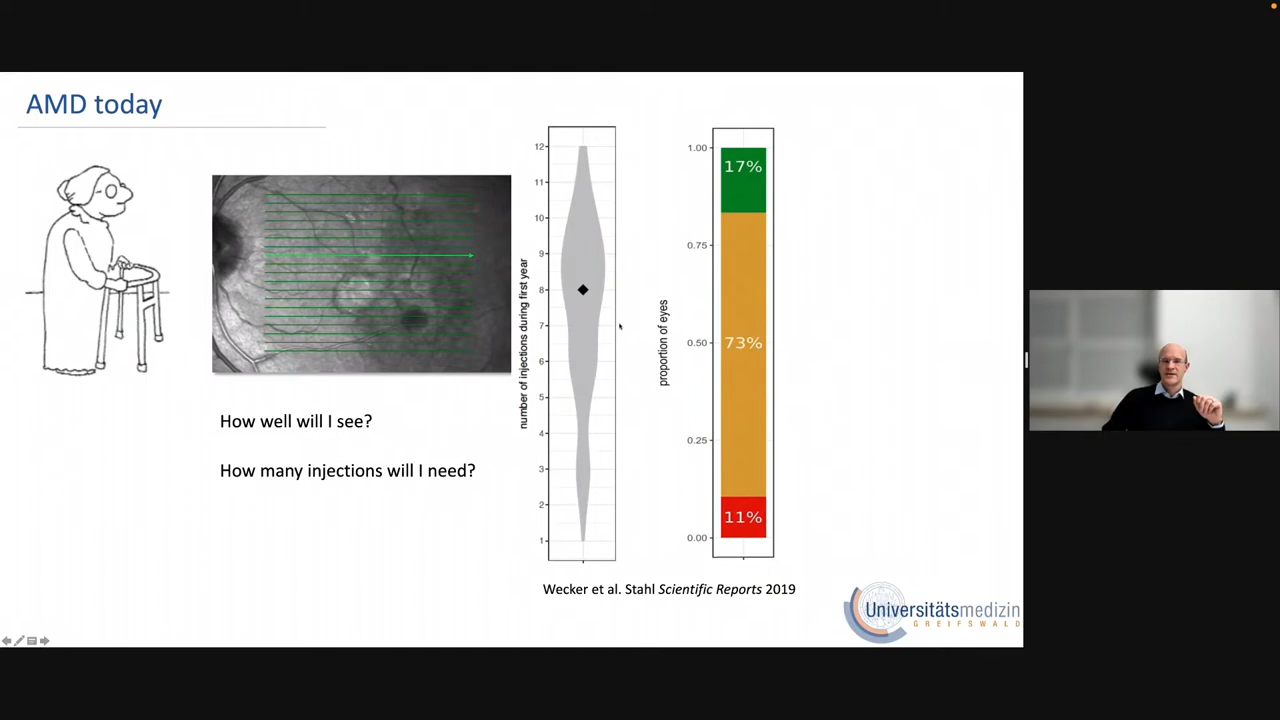 AMD today
How well will I see?
How many injections will I need?
number of injections during first year
12
11
10
9
8
7
6
5
4
3
2
1
proportion of eyes
1.00
0.75
0.50
0.25
0.00
17%
73%
11%
Wecker et al. Stahl Scientific Reports 2019
Universitätsmedizin
GREIFSWALD